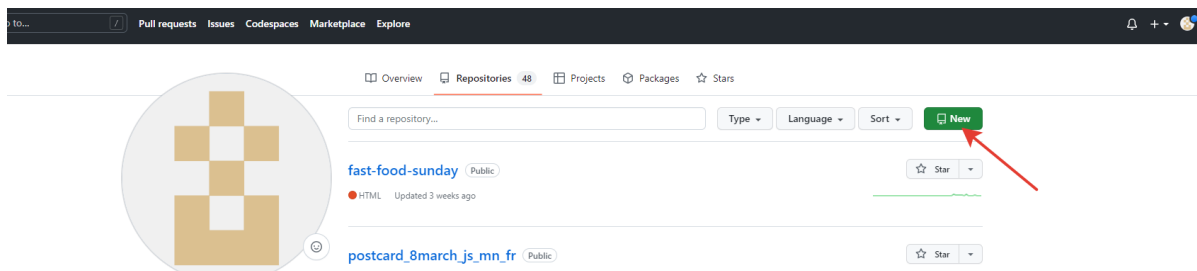 to... / Pull requests Issues Codespaces Marketplace Explore
Overview Repositories 48 Projects Packages Stars
Find a repository... Type Language Sort New
fast-food-sunday Public Star
HTML Updated 3 weeks ago
postcard_8march_js_mn_fr Public Star